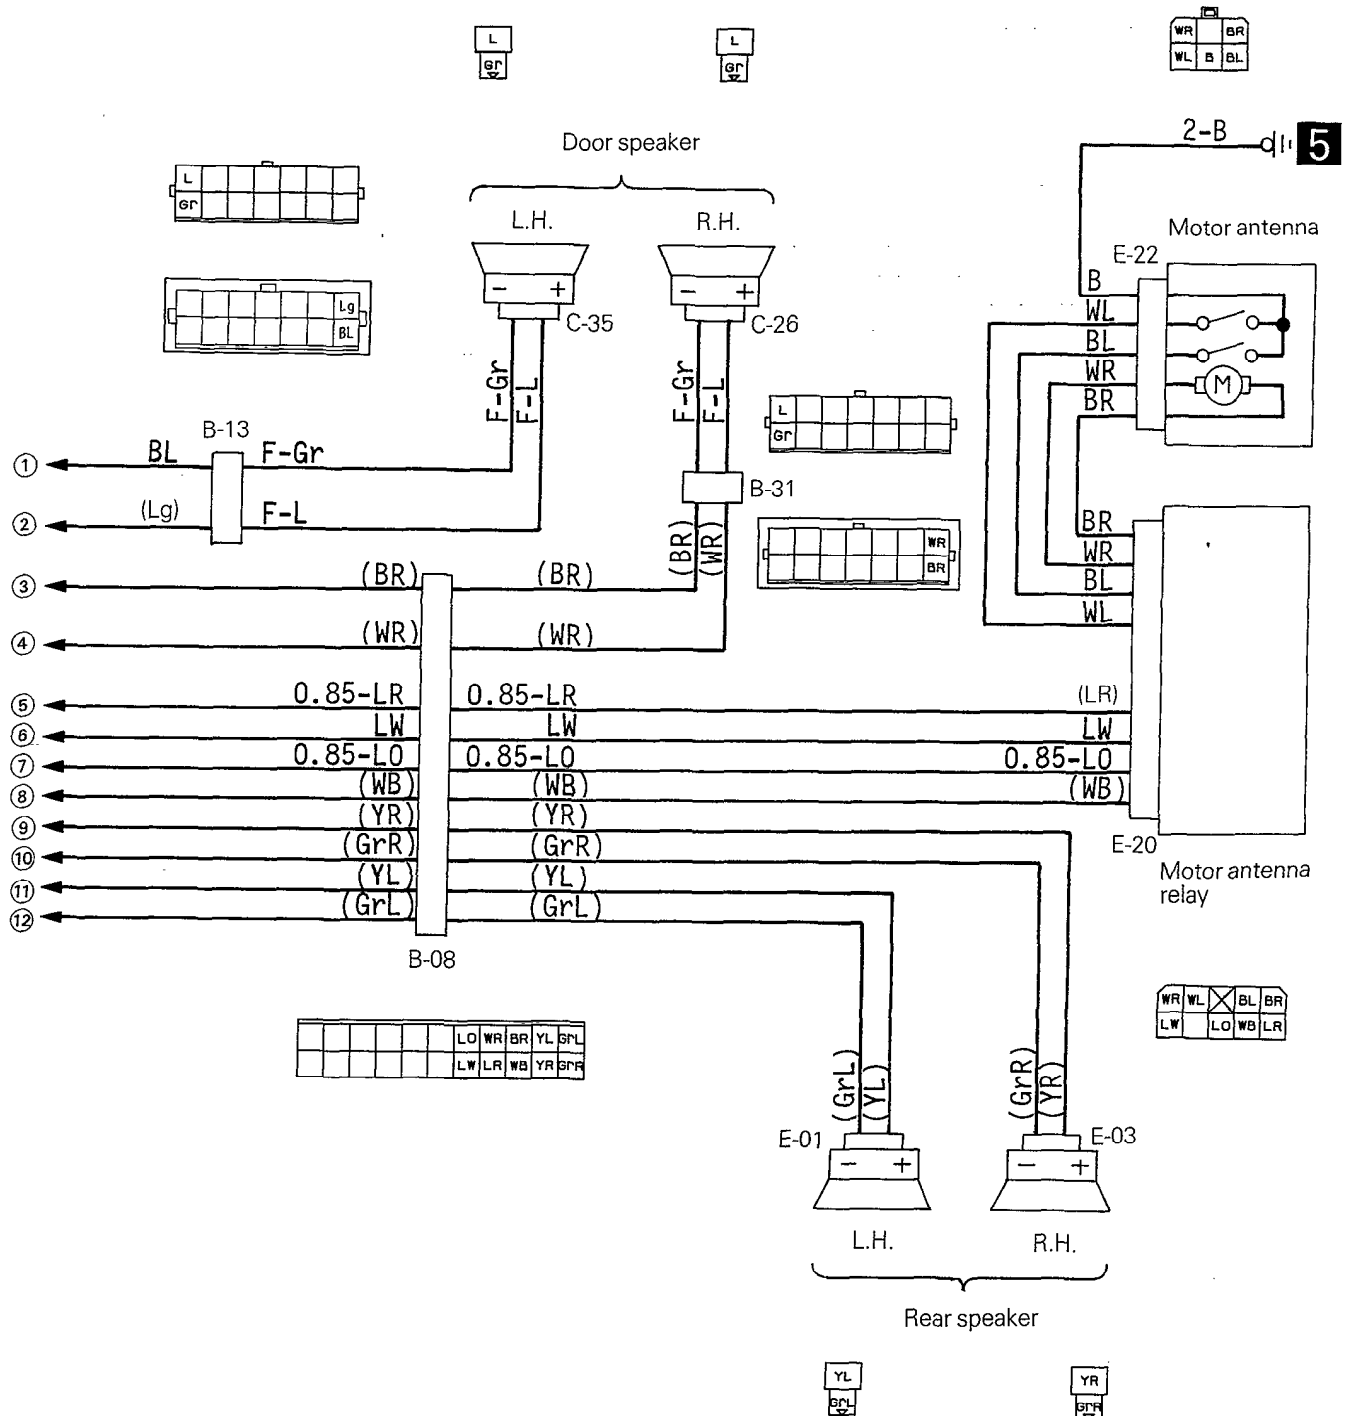 L
Gr
L
Gr
WR BR
WL B BL
2-B
5
Door speaker
L
Gr
L.H.
R.H.
Motor antenna
E-22
- +
- +
C-35
C-26
Lg
BL
B
WL
BL
WR
BR
M
F-Gr
F-L
F-Gr
F-L
L
Gr
B-13
BL
F-Gr
①
B-31
(Lg)
F-L
②
(BR)
(WR)
WR
BR
BR
WR
BL
WL
③
(BR)
(BR)
④
(WR)
(WR)
⑤
0.85-LR
0.85-LR
(LR)
⑥
LW
LW
LW
⑦
0.85-LO
0.85-LO
0.85-LO
⑧
(WB)
(WB)
(WB)
⑨
(YR)
(YR)
⑩
(GrR)
(GrR)
⑪
(YL)
(YL)
⑫
(GrL)
(GrL)
E-20
Motor antenna
relay
B-08
WR WL BL BR
LW LO WB LR
LO WR BR YL GrL
LW LR WB YR GrR
(GrL)
(YL)
(GrR)
(YR)
E-01
E-03
- +
- +
L.H.
R.H.
Rear speaker
YL
GrL
YR
GrR